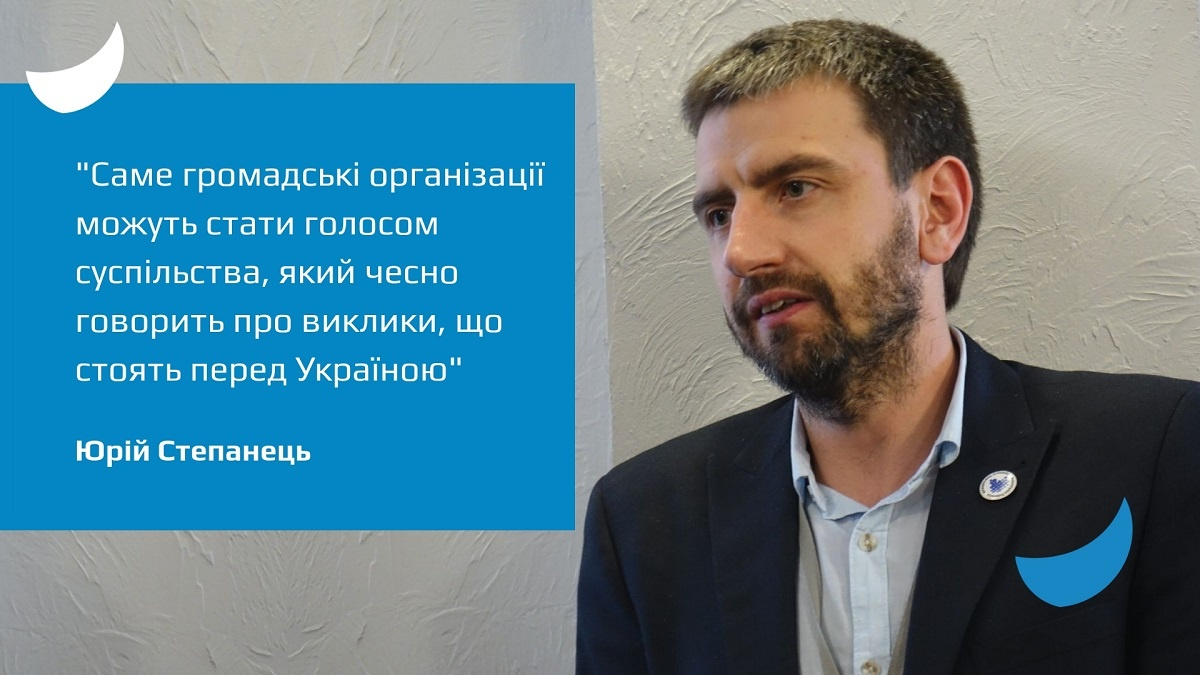 "Саме громадські організації
можуть стати голосом
суспільства, який чесно
говорить про виклики, що
стоять перед Україною"
Юрій Степанець